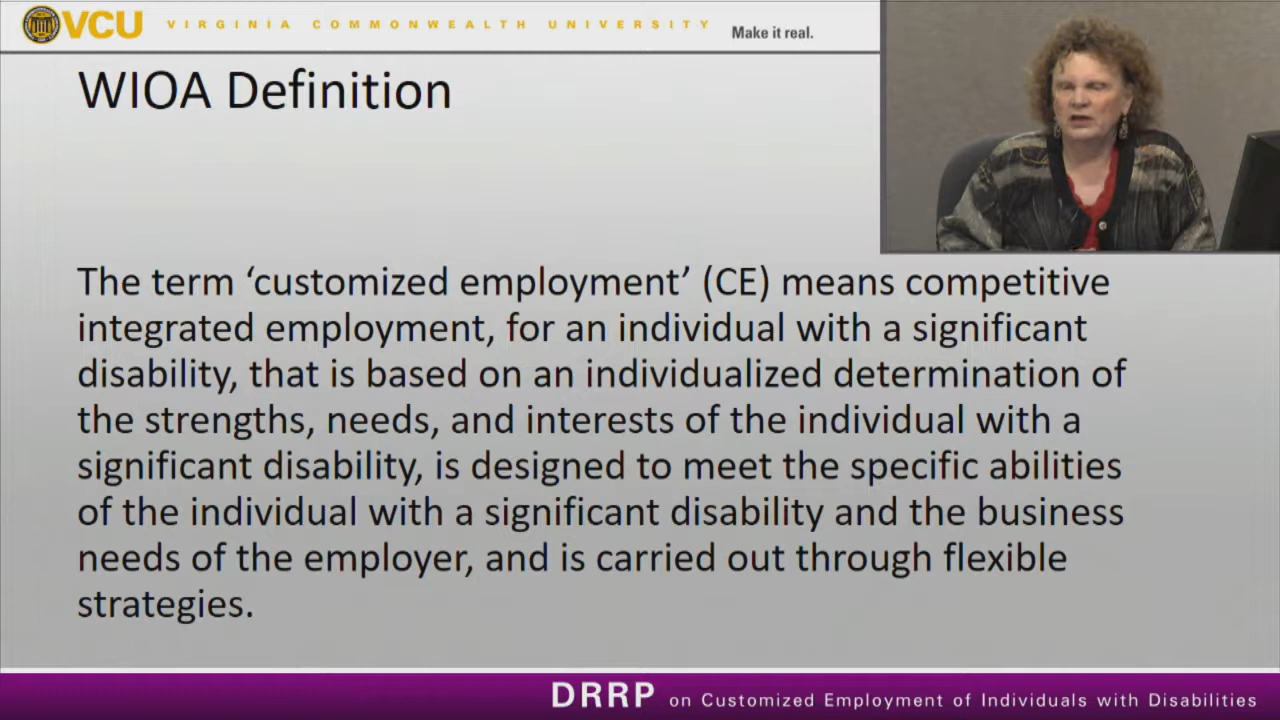 VCU VIRGINIA COMMONWEALTH UNIVERSITY Make it real.
WIOA Definition
The term ‘customized employment’ (CE) means competitive
integrated employment, for an individual with a significant
disability, that is based on an individualized determination of
the strengths, needs, and interests of the individual with a
significant disability, is designed to meet the specific abilities
of the individual with a significant disability and the business
needs of the employer, and is carried out through flexible
strategies.
DRRP on Customized Employment of Individuals with Disabilities